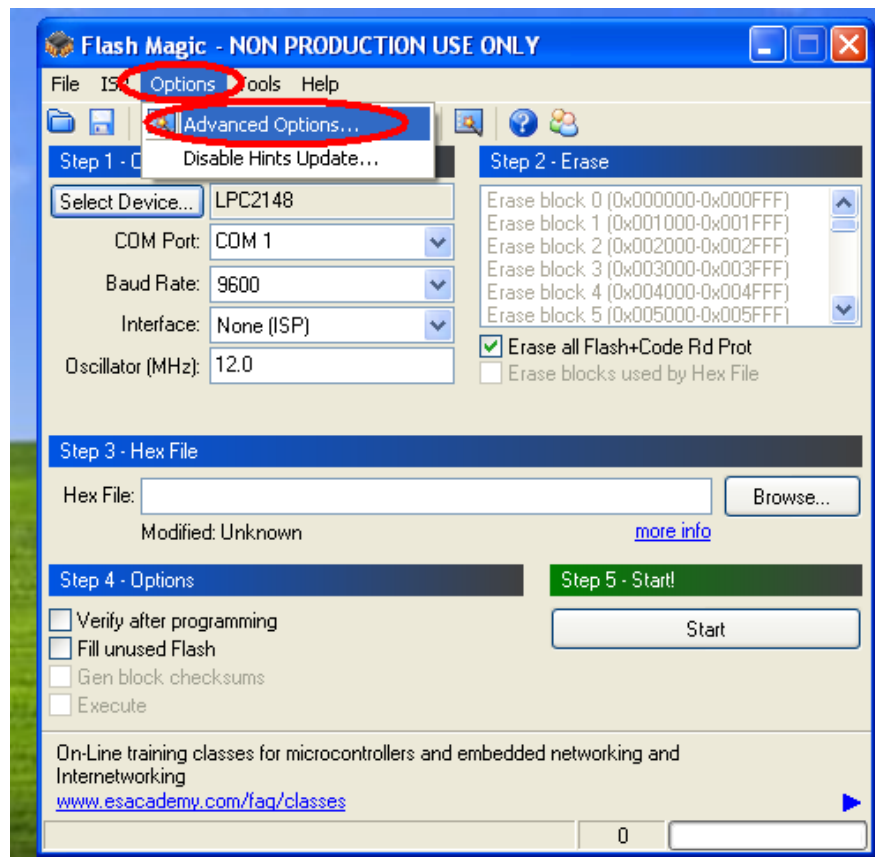 Flash Magic - NON PRODUCTION USE ONLY
File ISP Options Tools Help
Advanced Options...
Disable Hints Update...
Step 1 - C
Step 2 - Erase
Select Device... LPC2148
COM Port: COM 1
Baud Rate: 9600
Interface: None (ISP)
Oscillator (MHz): 12.0
Erase block 0 (0x000000-0x000FFF)
Erase block 1 (0x001000-0x001FFF)
Erase block 2 (0x002000-0x002FFF)
Erase block 3 (0x003000-0x003FFF)
Erase block 4 (0x004000-0x004FFF)
Erase block 5 (0x005000-0x005FFF)
Erase all Flash+Code Rd Prot
Erase blocks used by Hex File
Step 3 - Hex File
Hex File: Browse...
Modified: Unknown more info
Step 4 - Options
Step 5 - Start!
Verify after programming
Fill unused Flash
Gen block checksums
Execute
Start
On-Line training classes for microcontrollers and embedded networking and
Internetworking
www.esacademy.com/faq/classes
0